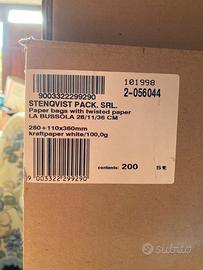 9003322299290
101998
2-056044
STENQVIST PACK. SRL.
Paper bags with twisted paper
LA BUSSOLA 28/11/36 CM
280+110x360mm
kraftpaper white/100,0g
contents: 200
9 003322 299290
subito